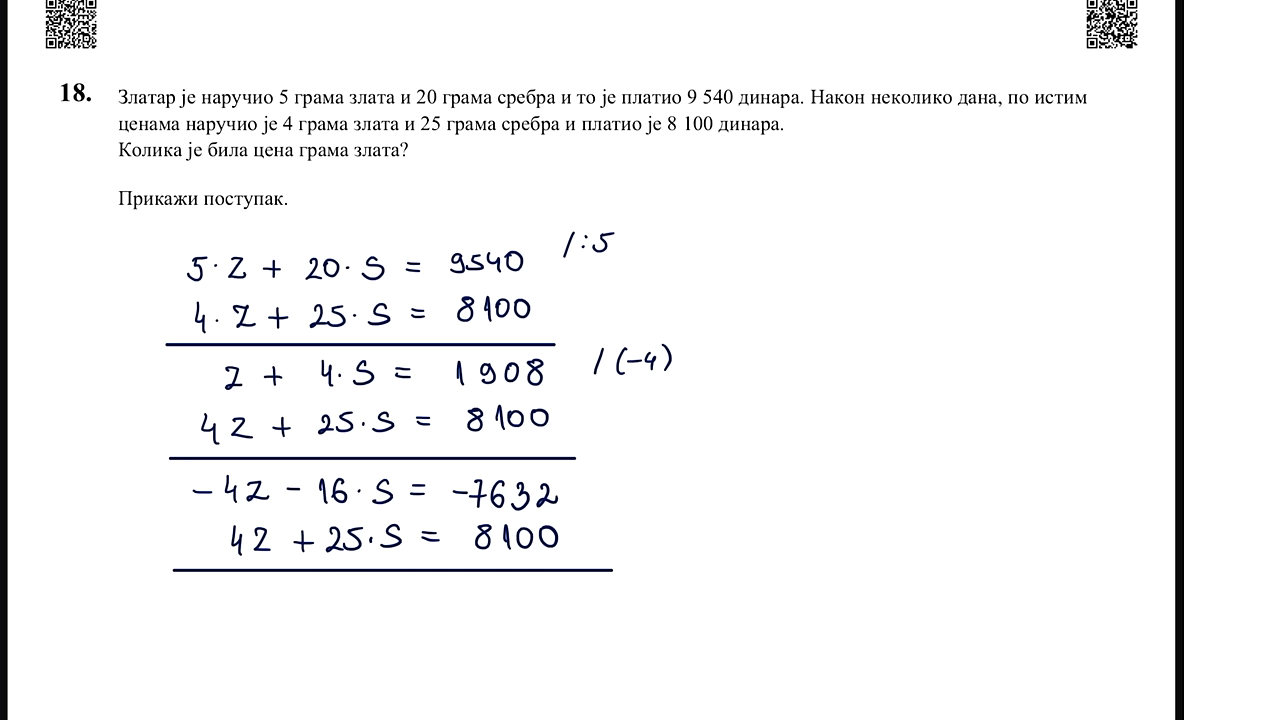 18. Златар је наручио 5 грама злата и 20 грама сребра и то је платио 9 540 динара. Након неколико дана, по истим
ценама наручио је 4 грама злата и 25 грама сребра и платио је 8 100 динара.
Колика је била цена грама злата?
Прикажи поступак.
5·Z + 20·S = 9540 /:5
4·Z + 25·S = 8100
Z + 4·S = 1908 /(-4)
4Z + 25·S = 8100
-4Z - 16·S = -7632
4Z + 25·S = 8100